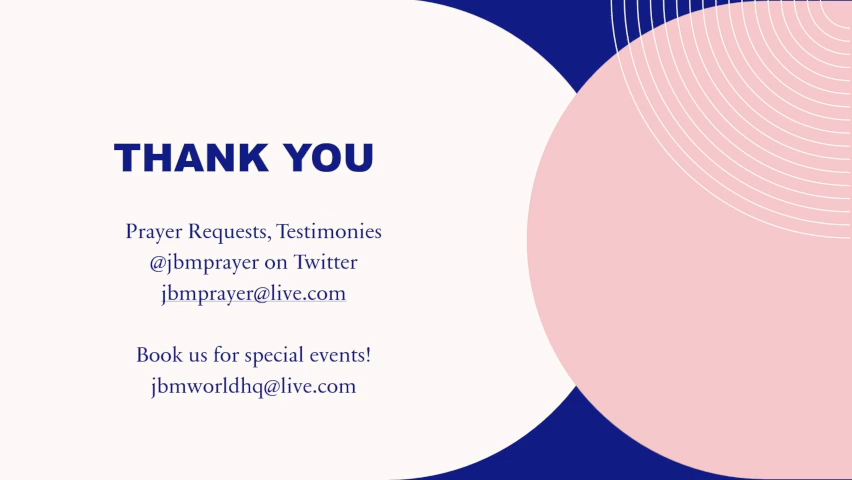 THANK YOU
Prayer Requests, Testimonies
@jbmprayer on Twitter
jbmprayer@live.com
Book us for special events!
jbmworldhq@live.com